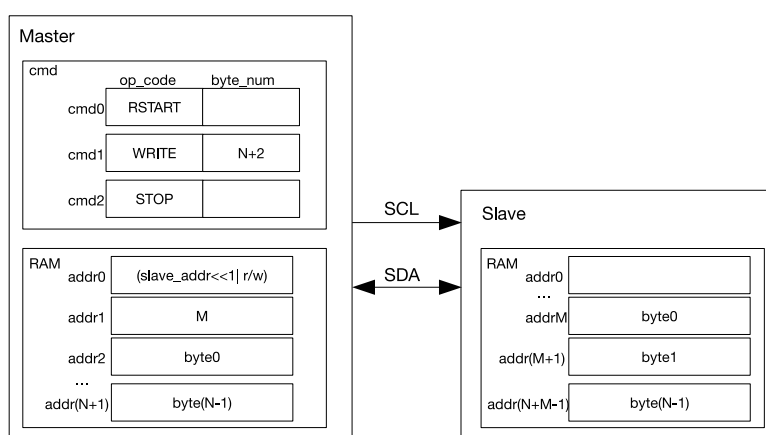 Master
cmd
op_code byte_num
cmd0 RSTART
cmd1 WRITE N+2
cmd2 STOP
SCL
Slave
RAM
addr0 (slave_addr<<1| r/w)
SDA
RAM
addr0
...
addr1 M
addrM byte0
addr2 byte0
addr(M+1) byte1
...
addr(N+1) byte(N-1)
addr(N+M-1) byte(N-1)